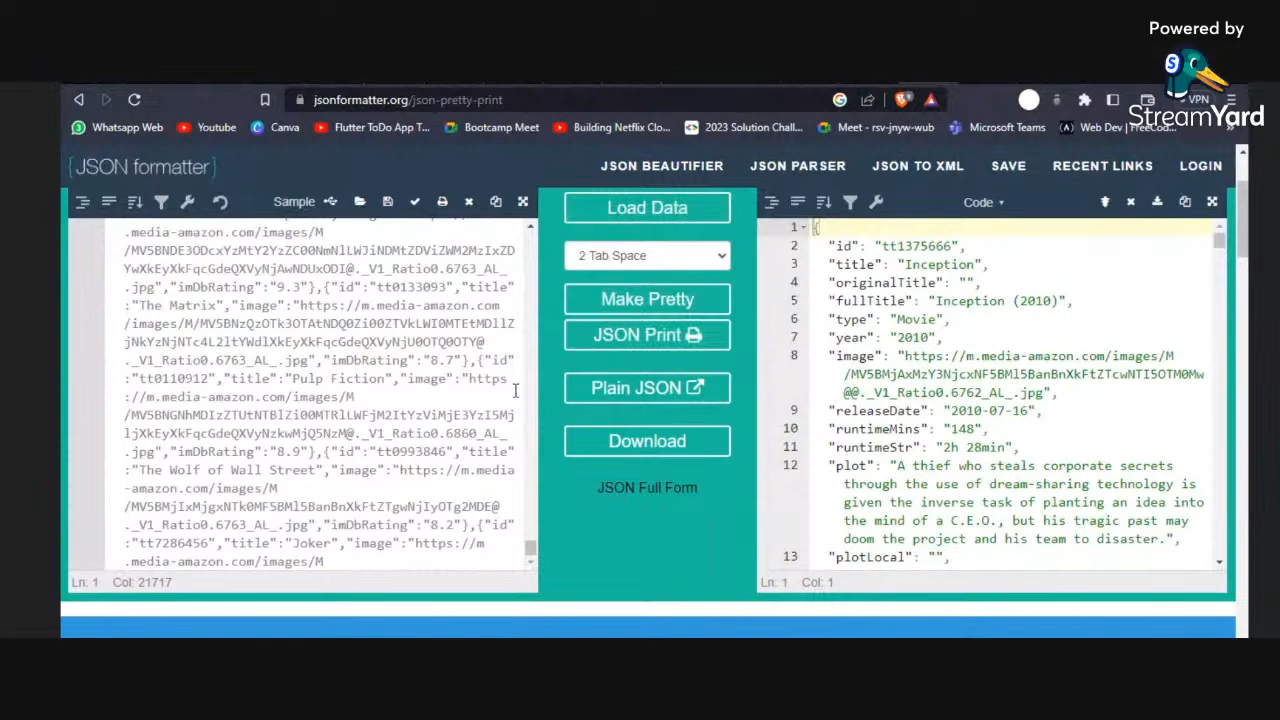 Powered by
S
StreamYard
jsonformatter.org/json-pretty-print
VPN
Whatsapp Web
Youtube
Canva
Flutter ToDo App T...
Bootcamp Meet
Building Netflix Clo...
2023 Solution Chall...
Meet - rsv-jnyw-wub
Microsoft Teams
Web Dev | FreeCod...
{JSON formatter}
JSON BEAUTIFIER
JSON PARSER
JSON TO XML
SAVE
RECENT LINKS
LOGIN
Sample
.media-amazon.com/images/M
/MV5BNDE3ODcxYzMtY2YzZC00NmNlLWJiNDMtZDViZWM2MzIxZD
YwXkEyXkFqcGdeQXVyNjAwNDUxODI@._V1_Ratio0.6763_AL_
.jpg","imDbRating":"9.3"},{"id":"tt0133093","title"
:"The Matrix","image":"https://m.media-amazon.com
/images/M/MV5BNzQzOTk3OTAtNDQ0Zi00ZTVkLWI0MTEtMDllZ
jNkYzNjNTc4L2ltYWdlXkEyXkFqcGdeQXVyNjU0OTQ0OTY@
._V1_Ratio0.6763_AL_.jpg","imDbRating":"8.7"},{"id"
:"tt0110912","title":"Pulp Fiction","image":"https
://m.media-amazon.com/images/M
/MV5BNGNhMDIzZTUtNTBlZi00MTRlLWFjM2ItYzViMjE3YzI5Mj
ljXkEyXkFqcGdeQXVyNzkwMjQ5NzM@._V1_Ratio0.6860_AL_
.jpg","imDbRating":"8.9"},{"id":"tt0993846","title"
:"The Wolf of Wall Street","image":"https://m.media
-amazon.com/images/M
/MV5BMjIxMjgxNTk0MF5BMl5BanBnXkFtZTgwNjIyOTg2MDE@
._V1_Ratio0.6763_AL_.jpg","imDbRating":"8.2"},{"id"
:"tt7286456","title":"Joker","image":"https://m
.media-amazon.com/images/M
Ln: 1 Col: 21717
Load Data
2 Tab Space
Make Pretty
JSON Print
Plain JSON
Download
JSON Full Form
Code
1 {
2 "id": "tt1375666",
3 "title": "Inception",
4 "originalTitle": "",
5 "fullTitle": "Inception (2010)",
6 "type": "Movie",
7 "year": "2010",
8 "image": "https://m.media-amazon.com/images/M
/MV5BMjAxMzY3NjcxNF5BMl5BanBnXkFtZTcwNTI5OTM0Mw
@@._V1_Ratio0.6762_AL_.jpg",
9 "releaseDate": "2010-07-16",
10 "runtimeMins": "148",
11 "runtimeStr": "2h 28min",
12 "plot": "A thief who steals corporate secrets
through the use of dream-sharing technology is
given the inverse task of planting an idea into
the mind of a C.E.O., but his tragic past may
doom the project and his team to disaster.",
13 "plotLocal": "",
Ln: 1 Col: 1